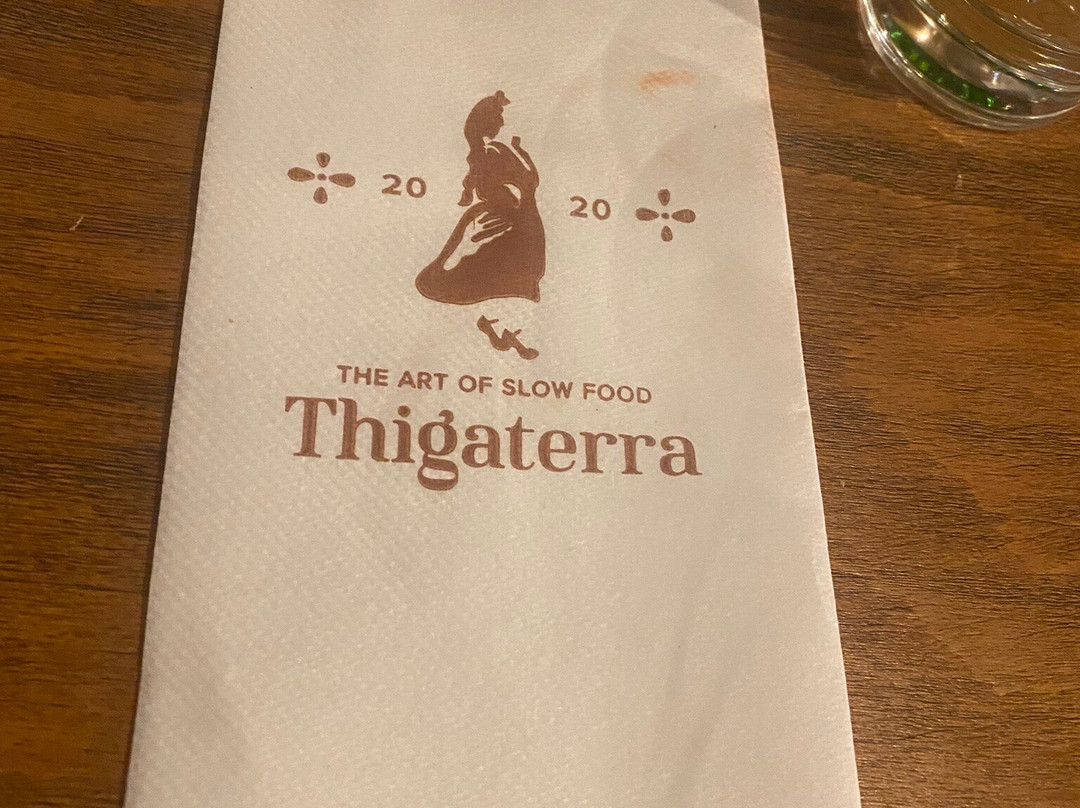 20 20
THE ART OF SLOW FOOD
Thigaterra